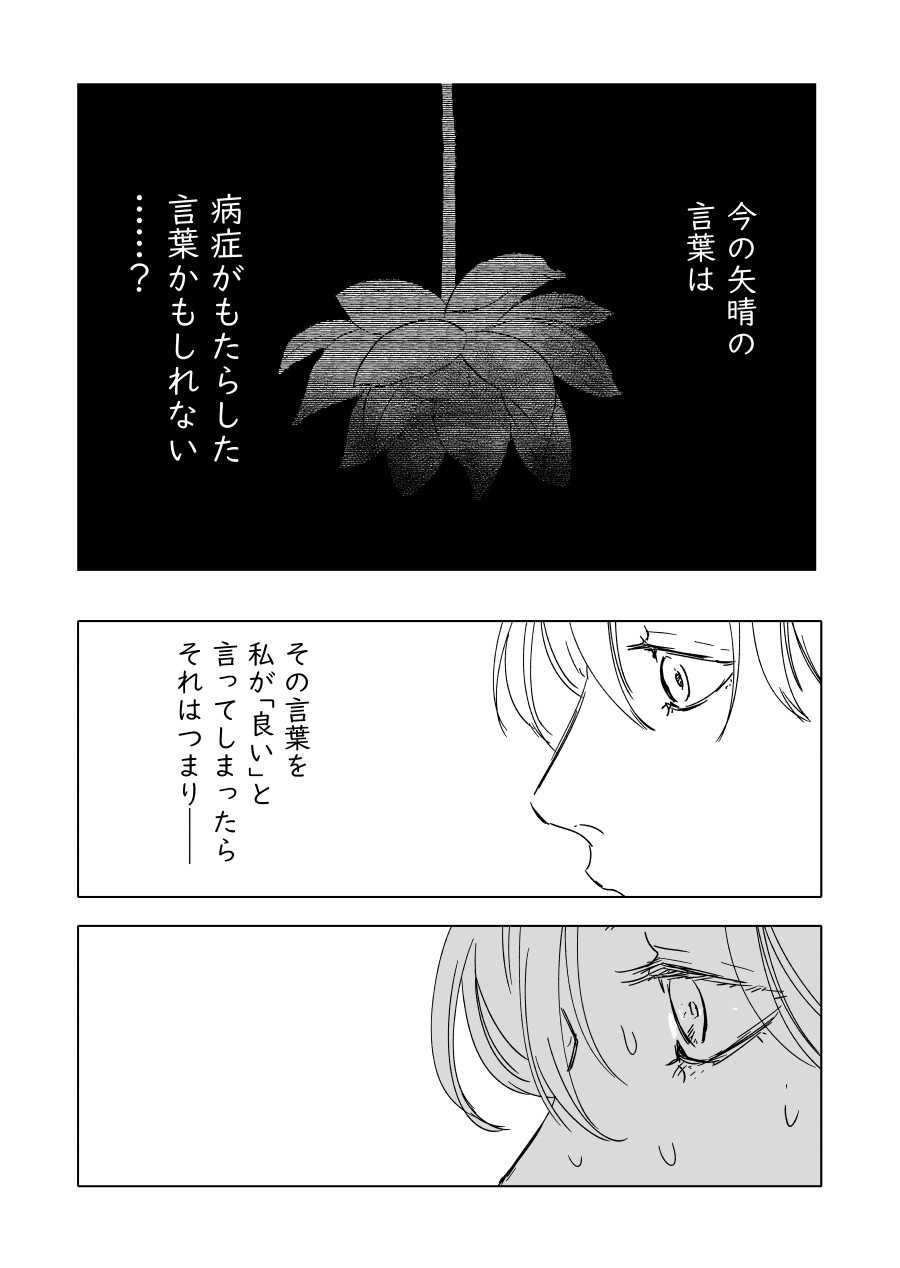 今の矢晴の
言葉は
病症がもたらした
言葉かもしれない
……？
その言葉を
私が「良い」と
言ってしまったら
それはつまり──